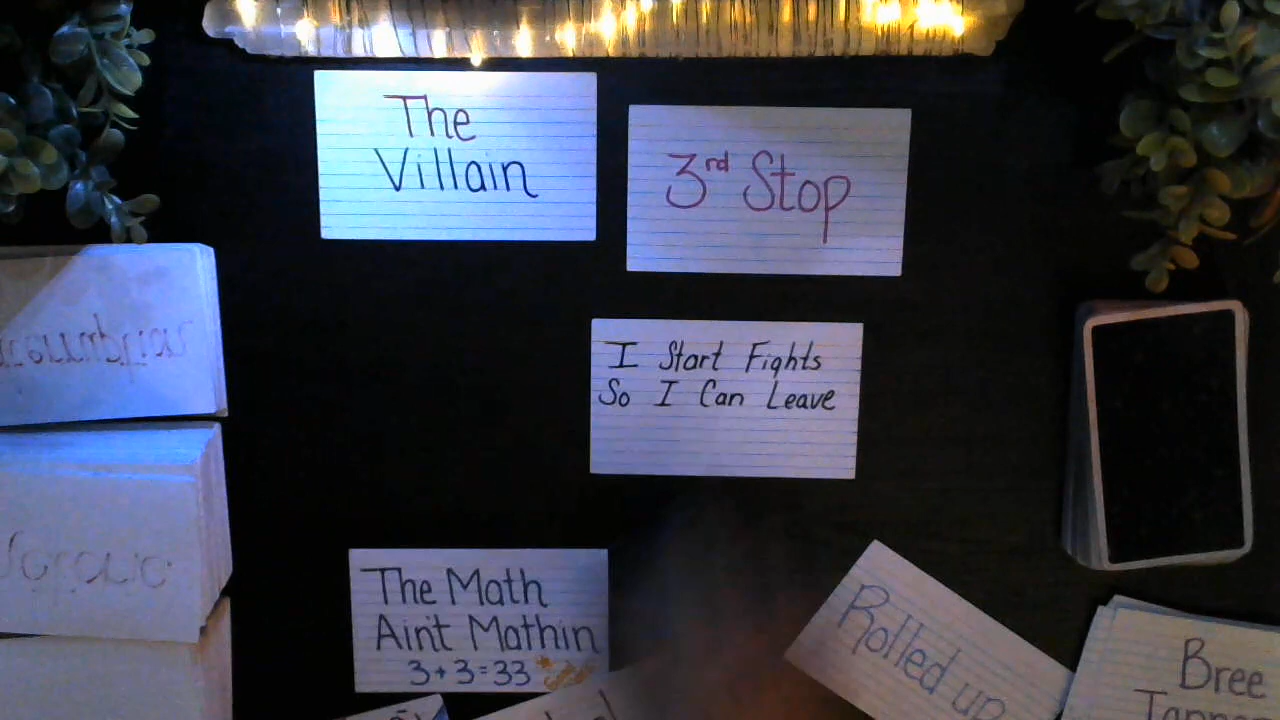 The
Villain
3rd Stop
I Start Fights
So I Can Leave
The Math
Aint Mathin
3+3=33
Rolled up
Bree